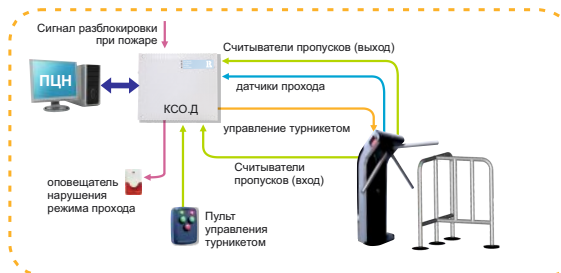 Сигнал разблокировки
при пожаре
ПЦН
КСО.Д
Считыватели пропусков (выход)
датчики прохода
управление турникетом
Считыватели
пропусков (вход)
оповещатель
нарушения
режима прохода
Пульт
управления
турникетом